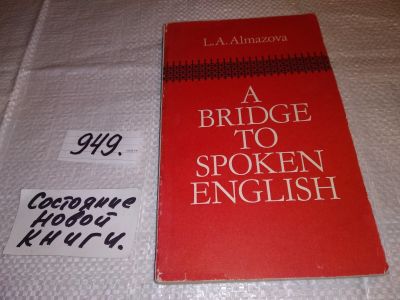 L.A. Almazova
A
BRIDGE
TO
SPOKEN
ENGLISH
949.
Состояние
новой
книги.